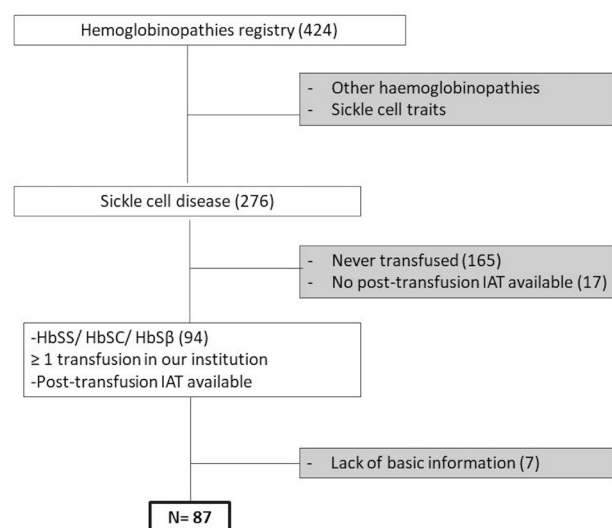 Hemoglobinopathies registry (424)
- Other haemoglobinopathies
- Sickle cell traits
Sickle cell disease (276)
- Never transfused (165)
- No post-transfusion IAT available (17)
-HbSS/ HbSC/ HbSβ (94)
≥ 1 transfusion in our institution
-Post-transfusion IAT available
- Lack of basic information (7)
N= 87